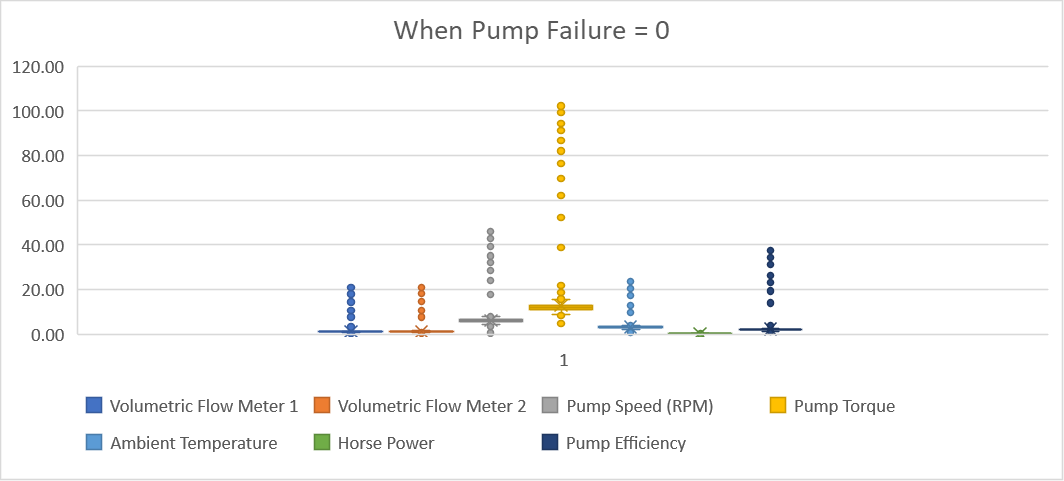 When Pump Failure = 0
120.00
100.00
80.00
60.00
40.00
20.00
0.00
1
Volumetric Flow Meter 1 Volumetric Flow Meter 2 Pump Speed (RPM) Pump Torque
Ambient Temperature Horse Power Pump Efficiency